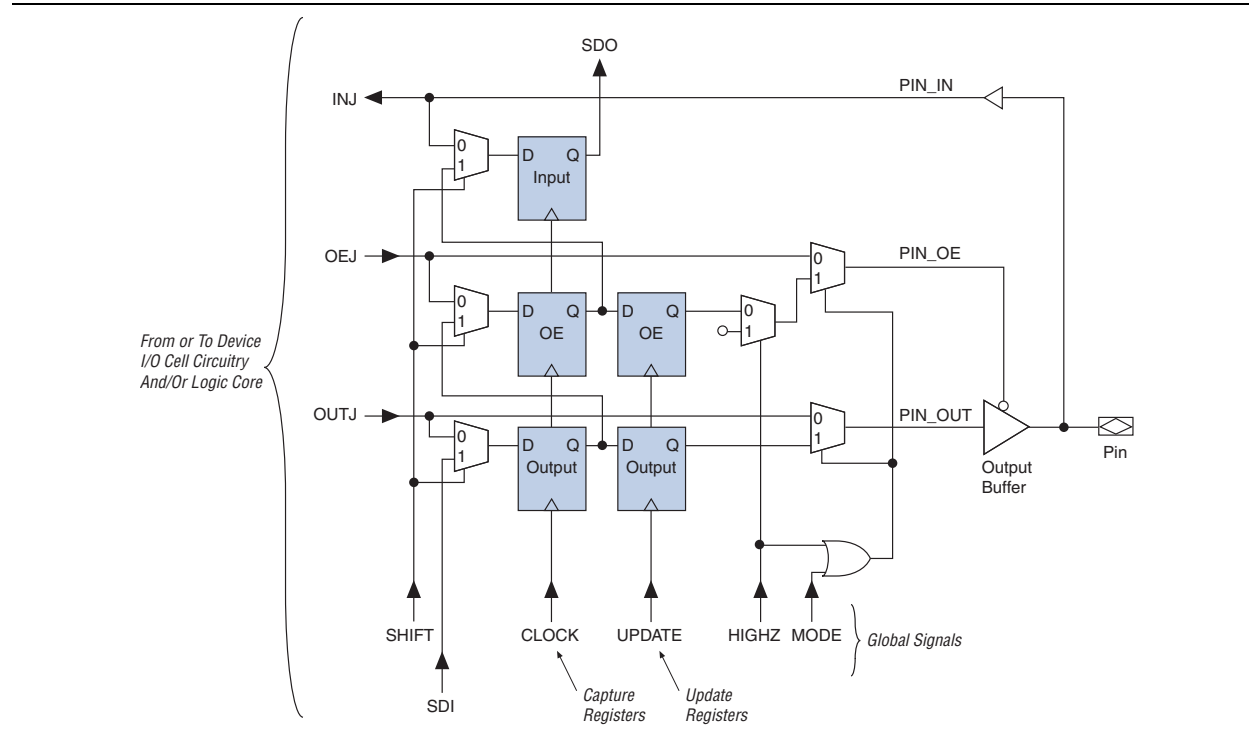 SDO
PIN_IN
INJ
0
1
D Q
Input
OEJ
0
1
PIN_OE
0
1
D Q
OE
D Q
OE
0
1
From or To Device
I/O Cell Circuitry
And/Or Logic Core
OUTJ
0
1
PIN_OUT
0
1
D Q
Output
D Q
Output
Output
Buffer
Pin
SHIFT
CLOCK
UPDATE
HIGHZ
MODE
Global Signals
SDI
Capture
Registers
Update
Registers